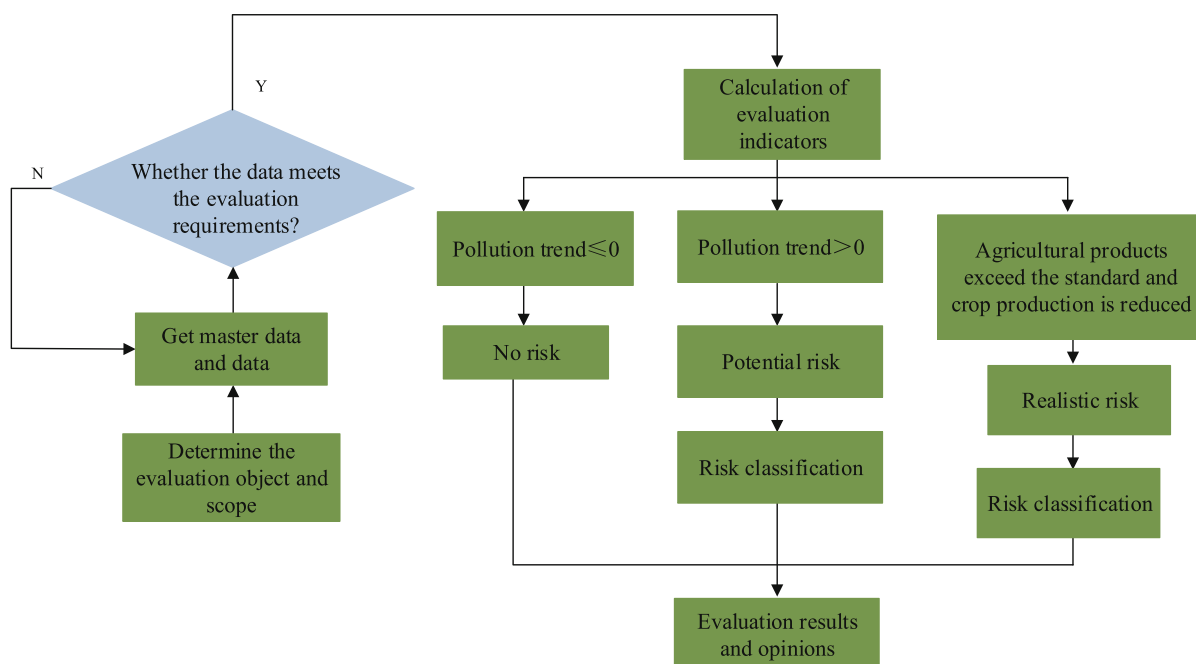 Y
N
Whether the data meets
the evaluation
requirements?
Get master data
and data
Determine the
evaluation object and
scope
Calculation of
evaluation
indicators
Pollution trend≤0
No risk
Pollution trend>0
Potential risk
Risk classification
Agricultural products
exceed the standard and
crop production is reduced
Realistic risk
Risk classification
Evaluation results
and opinions